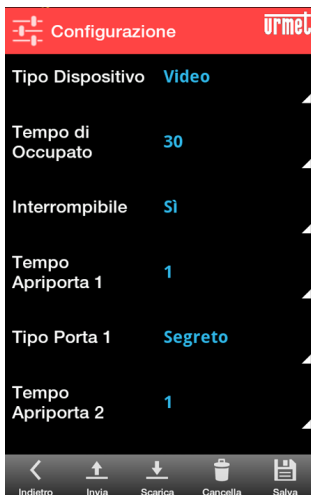 Configurazione
urmet
Tipo Dispositivo Video
Tempo di
Occupato
30
Interrompibile Sì
Tempo
Apriporta 1
1
Tipo Porta 1 Segreto
Tempo
Apriporta 2
1
Indietro Invia Scarica Cancella Salva